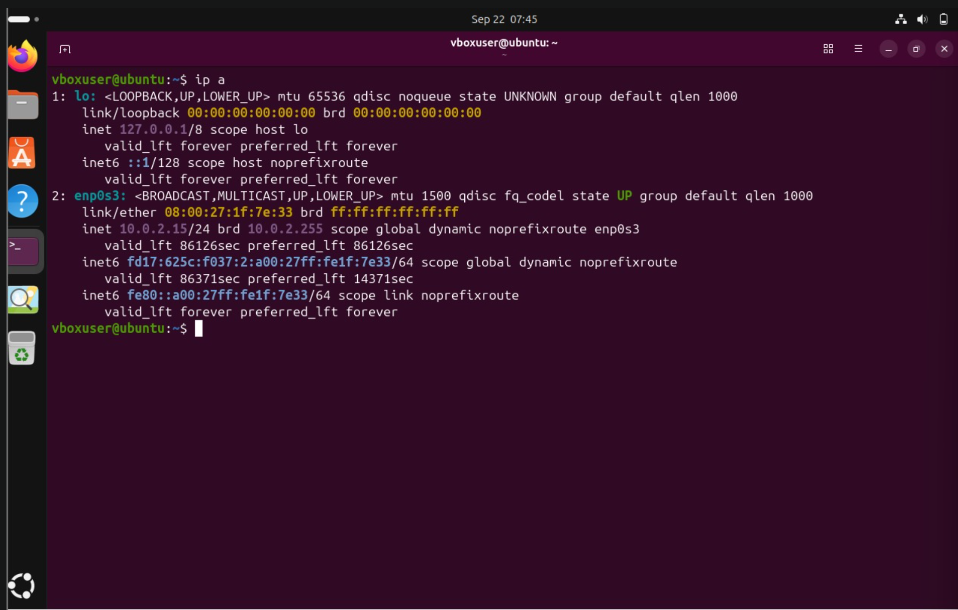 Sep 22 07:45
vboxuser@ubuntu: ~
vboxuser@ubuntu:~$ ip a
1: lo: <LOOPBACK,UP,LOWER_UP> mtu 65536 qdisc noqueue state UNKNOWN group default qlen 1000
    link/loopback 00:00:00:00:00:00 brd 00:00:00:00:00:00
    inet 127.0.0.1/8 scope host lo
       valid_lft forever preferred_lft forever
    inet6 ::1/128 scope host noprefixroute
       valid_lft forever preferred_lft forever
2: enp0s3: <BROADCAST,MULTICAST,UP,LOWER_UP> mtu 1500 qdisc fq_codel state UP group default qlen 1000
    link/ether 08:00:27:1f:7e:33 brd ff:ff:ff:ff:ff:ff
    inet 10.0.2.15/24 brd 10.0.2.255 scope global dynamic noprefixroute enp0s3
       valid_lft 86126sec preferred_lft 86126sec
    inet6 fd17:625c:f037:2:a00:27ff:fe1f:7e33/64 scope global dynamic noprefixroute
       valid_lft 86371sec preferred_lft 14371sec
    inet6 fe80::a00:27ff:fe1f:7e33/64 scope link noprefixroute
       valid_lft forever preferred_lft forever
vboxuser@ubuntu:~$